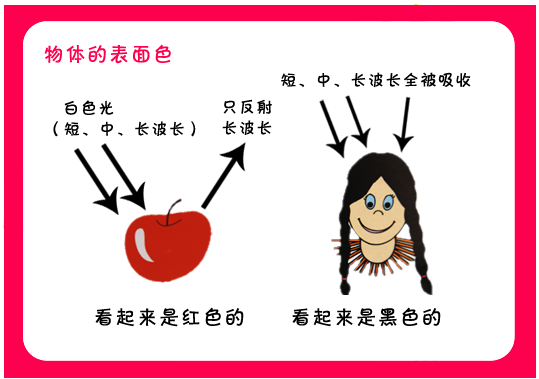 物体的表面色
短、中、长波长全被吸收
白色光
（短、中、长波长）
只反射
长波长
看起来是红色的
看起来是黑色的